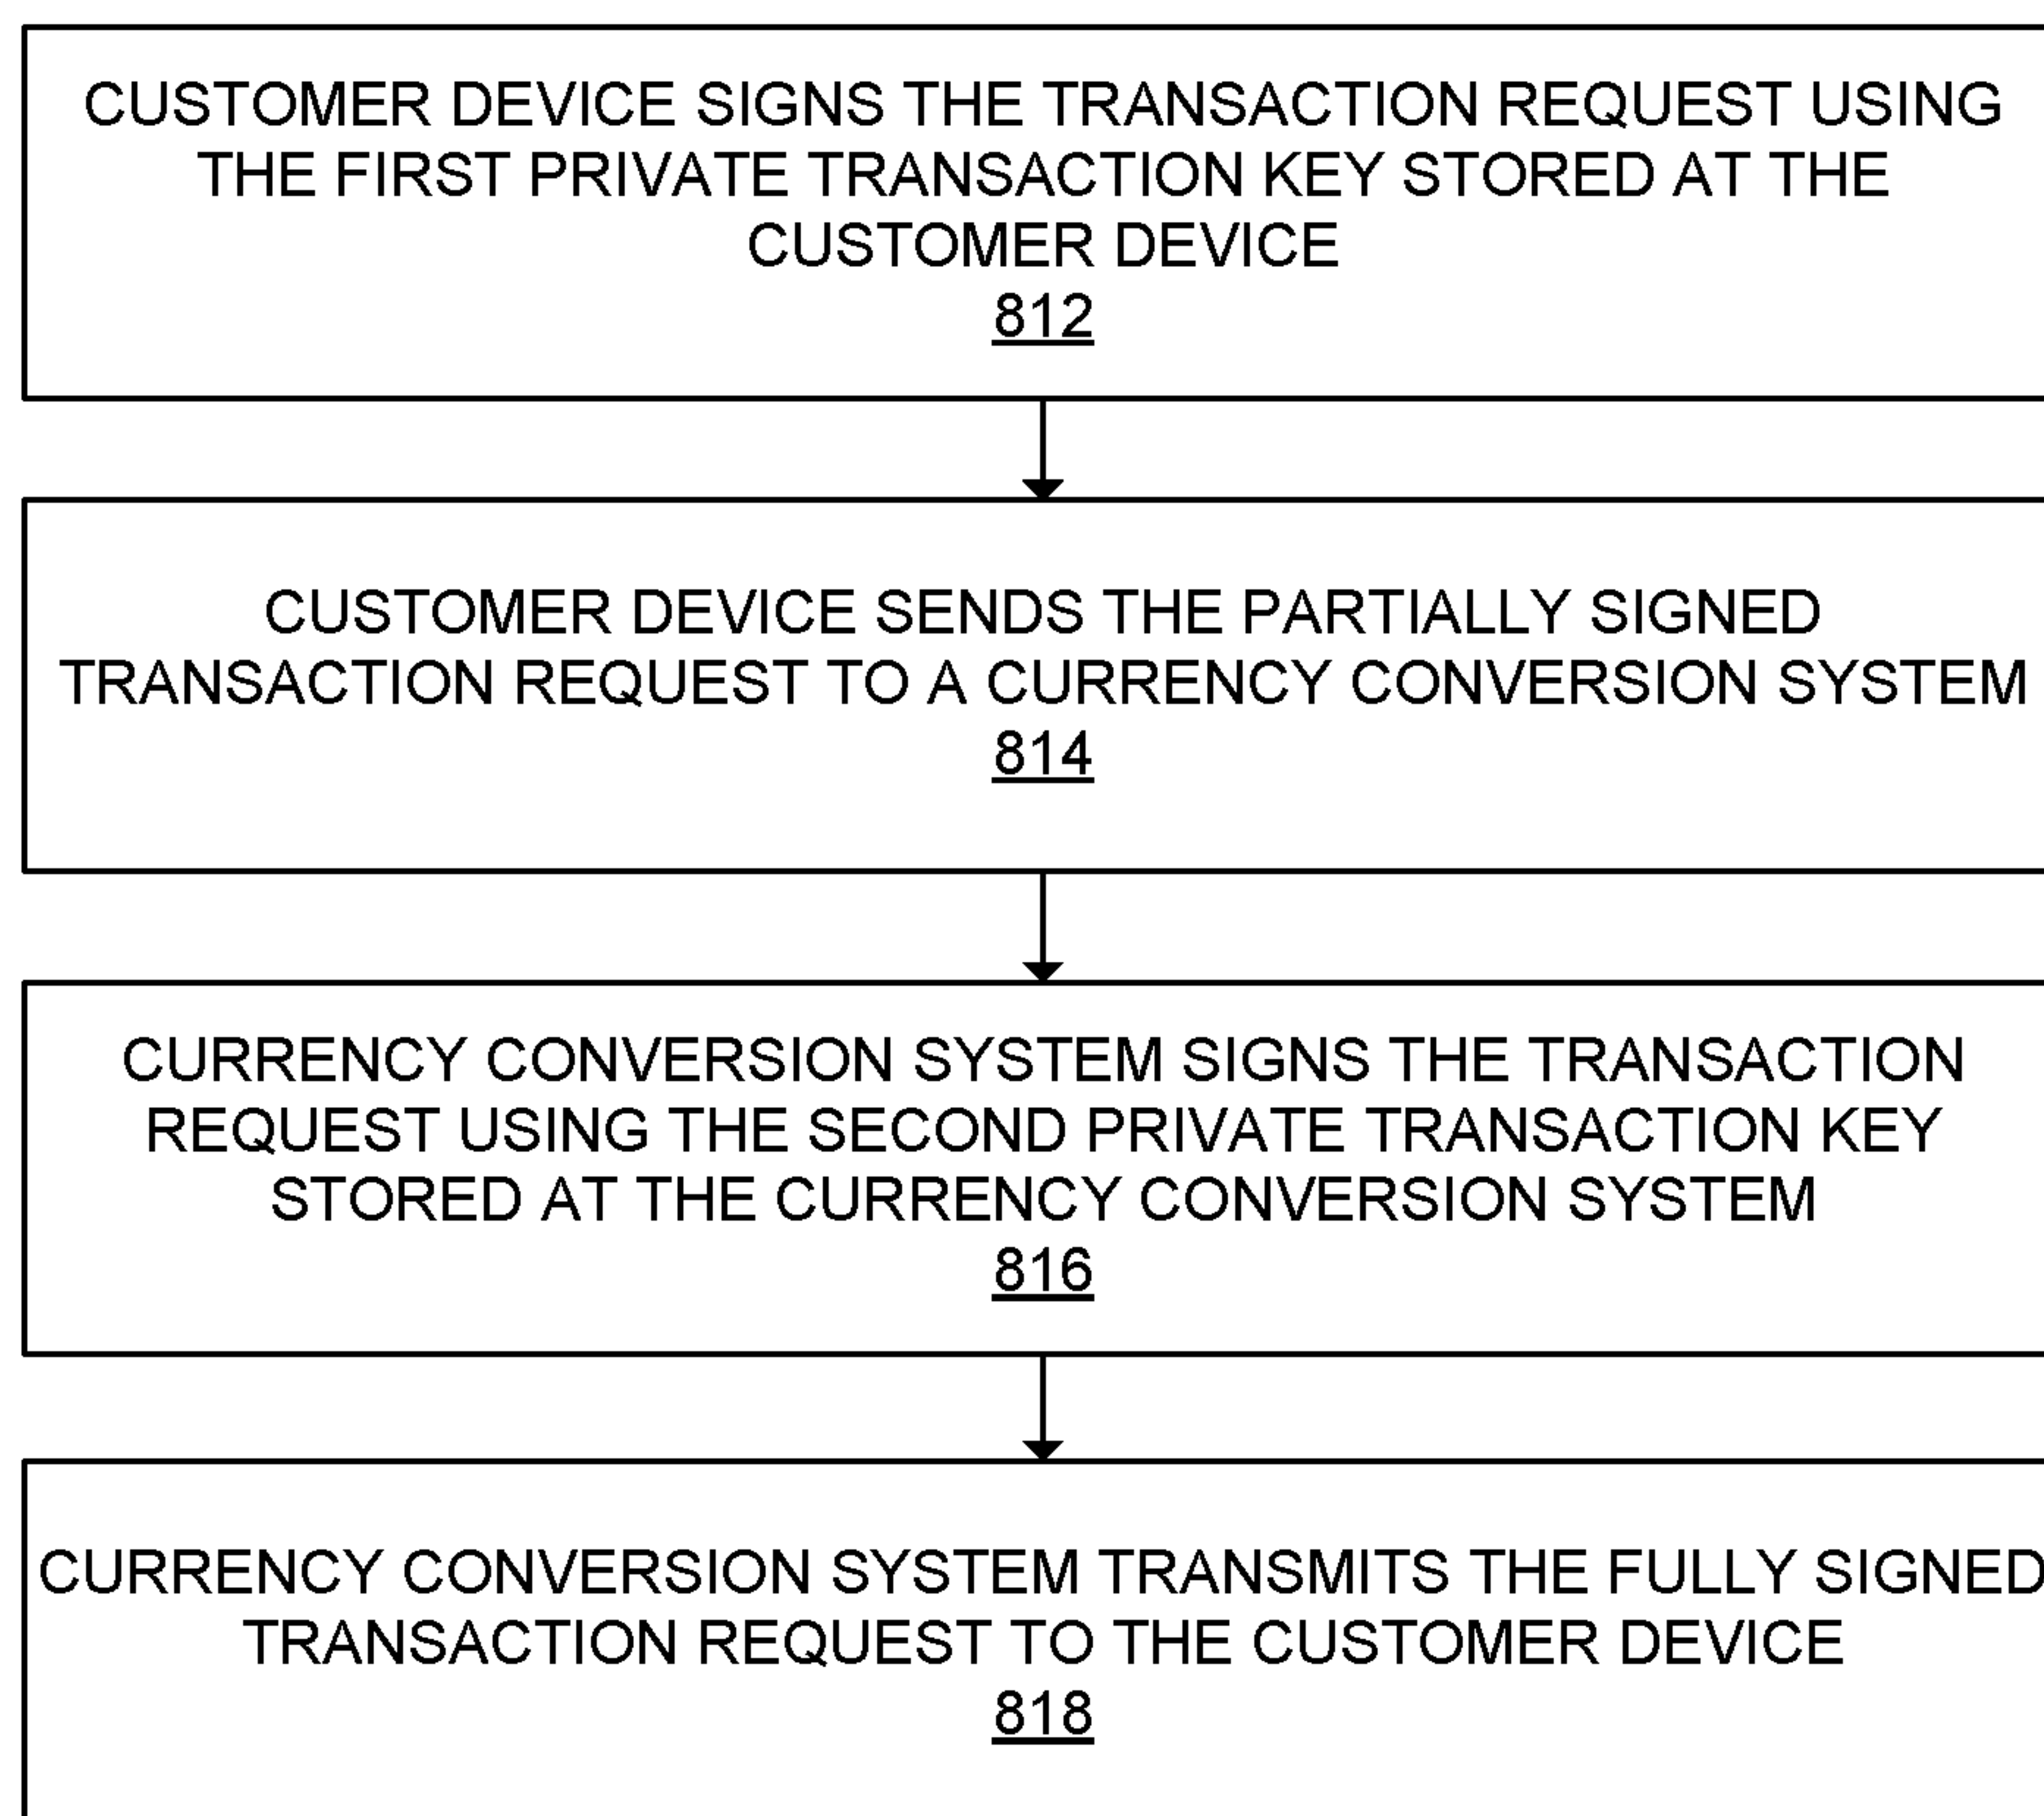 CUSTOMER DEVICE SIGNS THE TRANSACTION REQUEST USING
THE FIRST PRIVATE TRANSACTION KEY STORED AT THE
CUSTOMER DEVICE
812
CUSTOMER DEVICE SENDS THE PARTIALLY SIGNED
TRANSACTION REQUEST TO A CURRENCY CONVERSION SYSTEM
814
CURRENCY CONVERSION SYSTEM SIGNS THE TRANSACTION
REQUEST USING THE SECOND PRIVATE TRANSACTION KEY
STORED AT THE CURRENCY CONVERSION SYSTEM
816
CURRENCY CONVERSION SYSTEM TRANSMITS THE FULLY SIGNED
TRANSACTION REQUEST TO THE CUSTOMER DEVICE
818